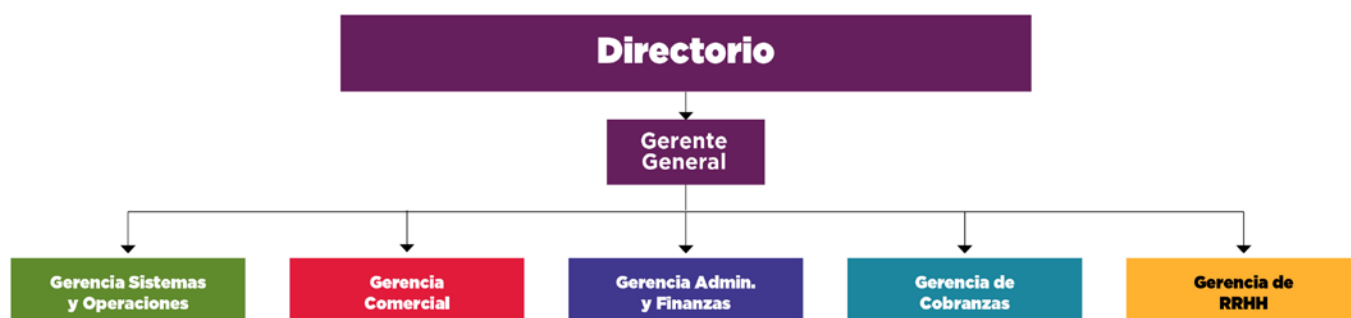 Directorio
Gerente
General
Gerencia Sistemas
y Operaciones
Gerencia
Comercial
Gerencia Admin.
y Finanzas
Gerencia de
Cobranzas
Gerencia de
RRHH